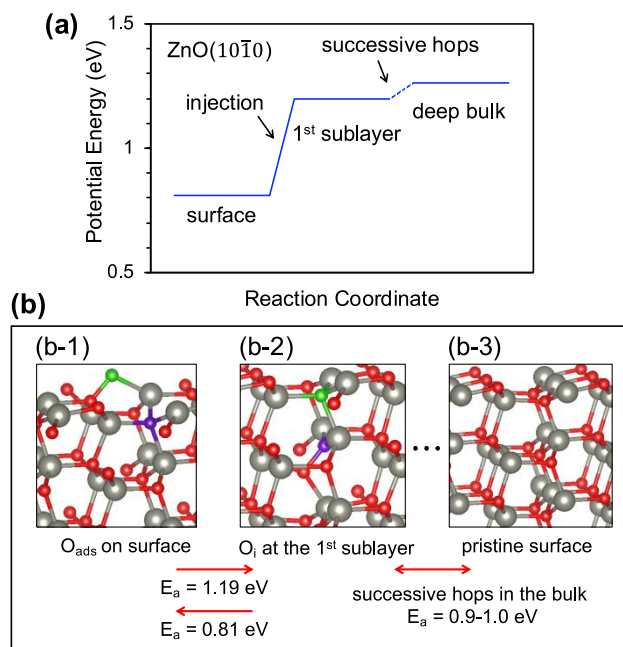 (a)
ZnO(101̄0)
successive hops
injection
1st sublayer
deep bulk
surface
Potential Energy (eV)
1.5
1
0.5
Reaction Coordinate
(b)
(b-1)
(b-2)
(b-3)
...
Oads on surface
Oi at the 1st sublayer
pristine surface
Ea = 1.19 eV
Ea = 0.81 eV
successive hops in the bulk
Ea = 0.9-1.0 eV